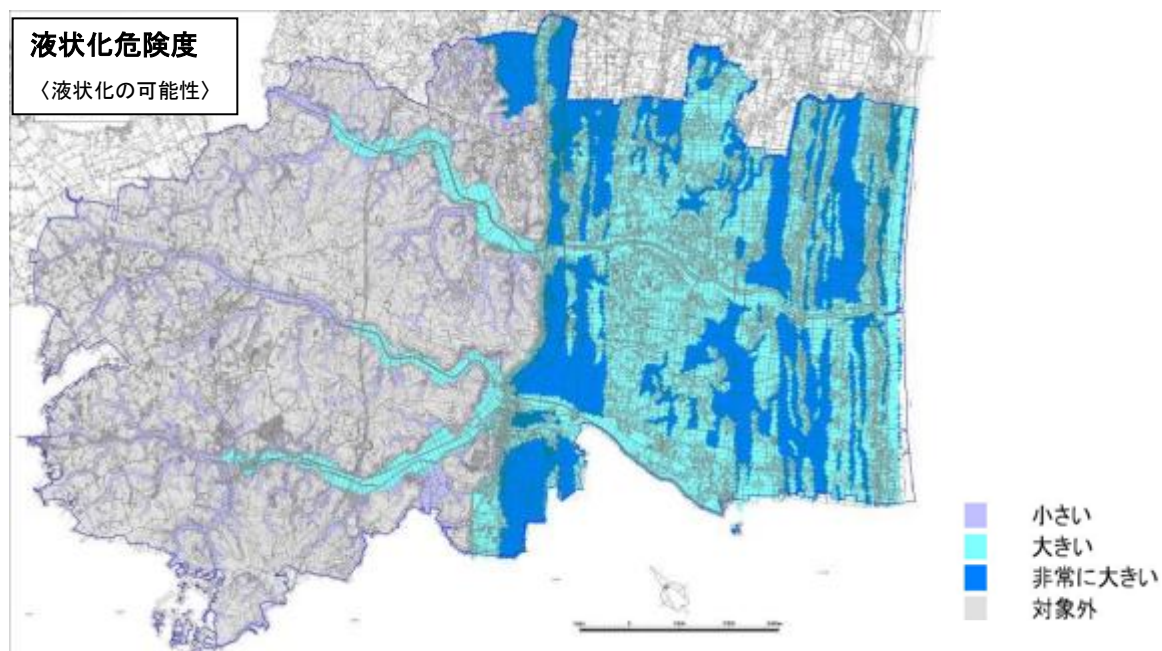 液状化危険度
〈液状化の可能性〉
小さい
大きい
非常に大きい
対象外